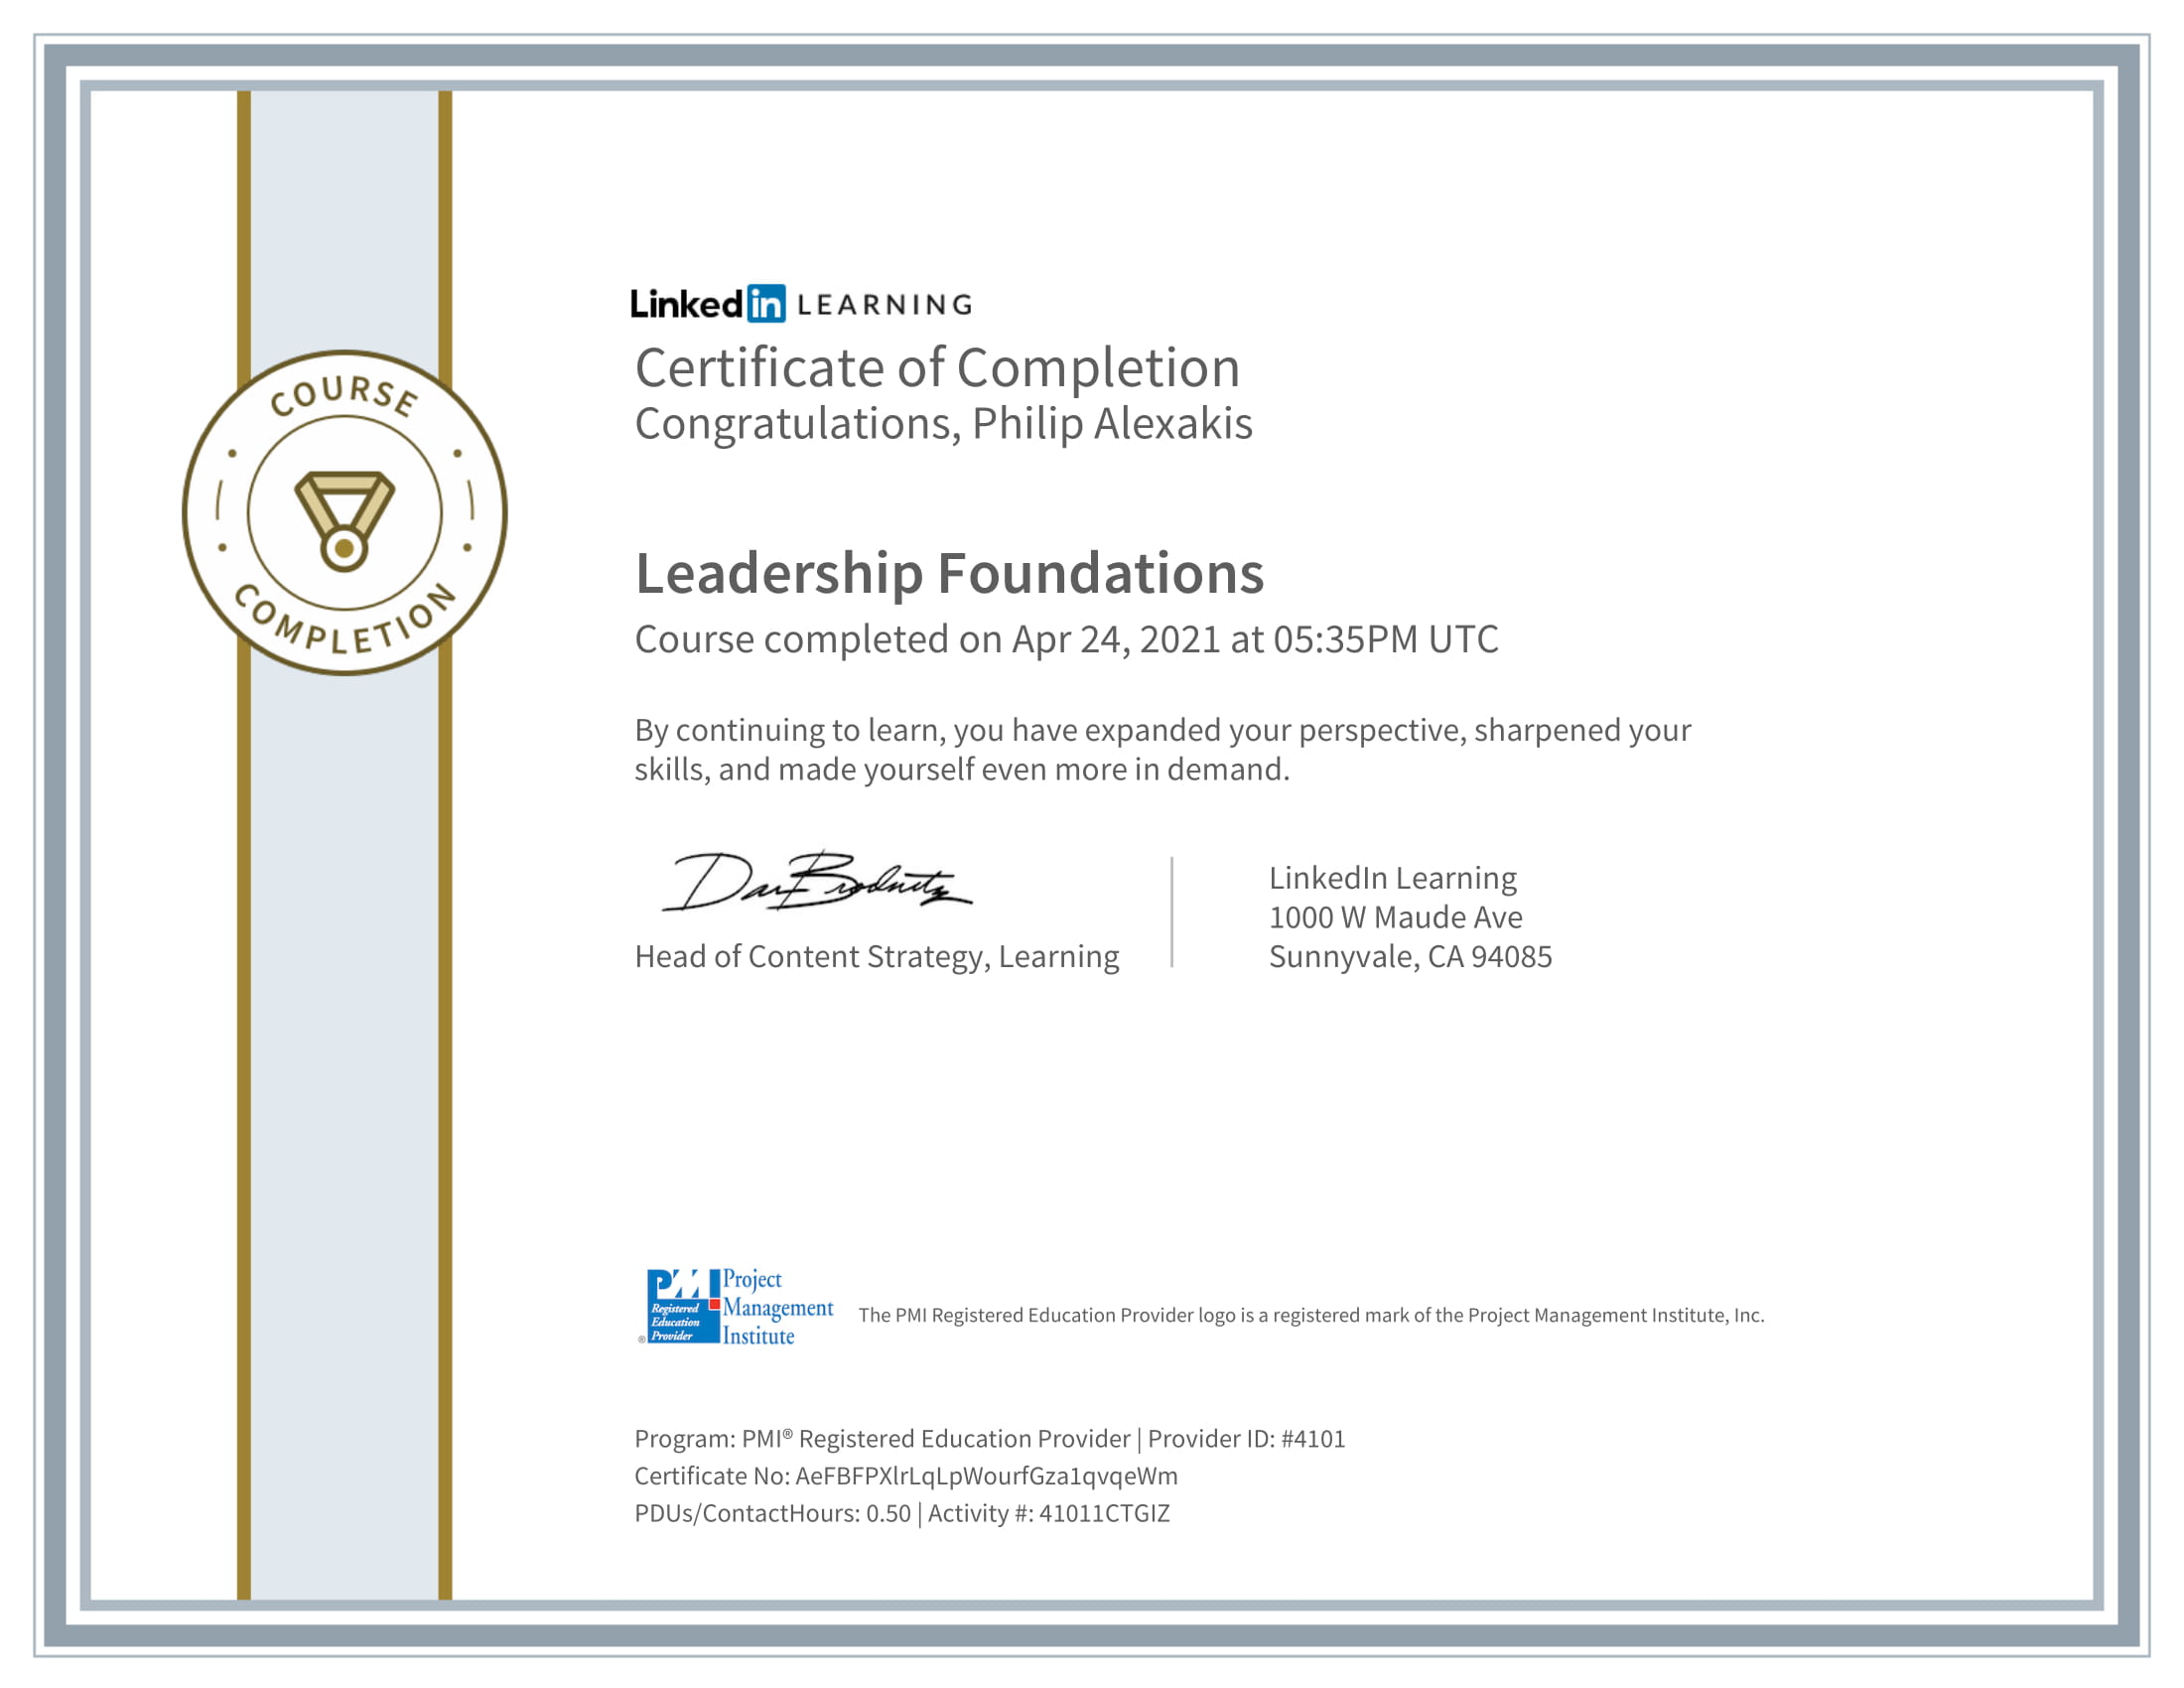 LinkedIn LEARNING
Certificate of Completion
Congratulations, Philip Alexakis
COURSE
COMPLETION
Leadership Foundations
Course completed on Apr 24, 2021 at 05:35PM UTC
By continuing to learn, you have expanded your perspective, sharpened your
skills, and made yourself even more in demand.
Head of Content Strategy, Learning
LinkedIn Learning
1000 W Maude Ave
Sunnyvale, CA 94085
PMI
Registered
Education
Provider
®
Project
Management
Institute
The PMI Registered Education Provider logo is a registered mark of the Project Management Institute, Inc.
Program: PMI® Registered Education Provider | Provider ID: #4101
Certificate No: AeFBFPXlrLqLpWourfGza1qvqeWm
PDUs/ContactHours: 0.50 | Activity #: 41011CTGIZ